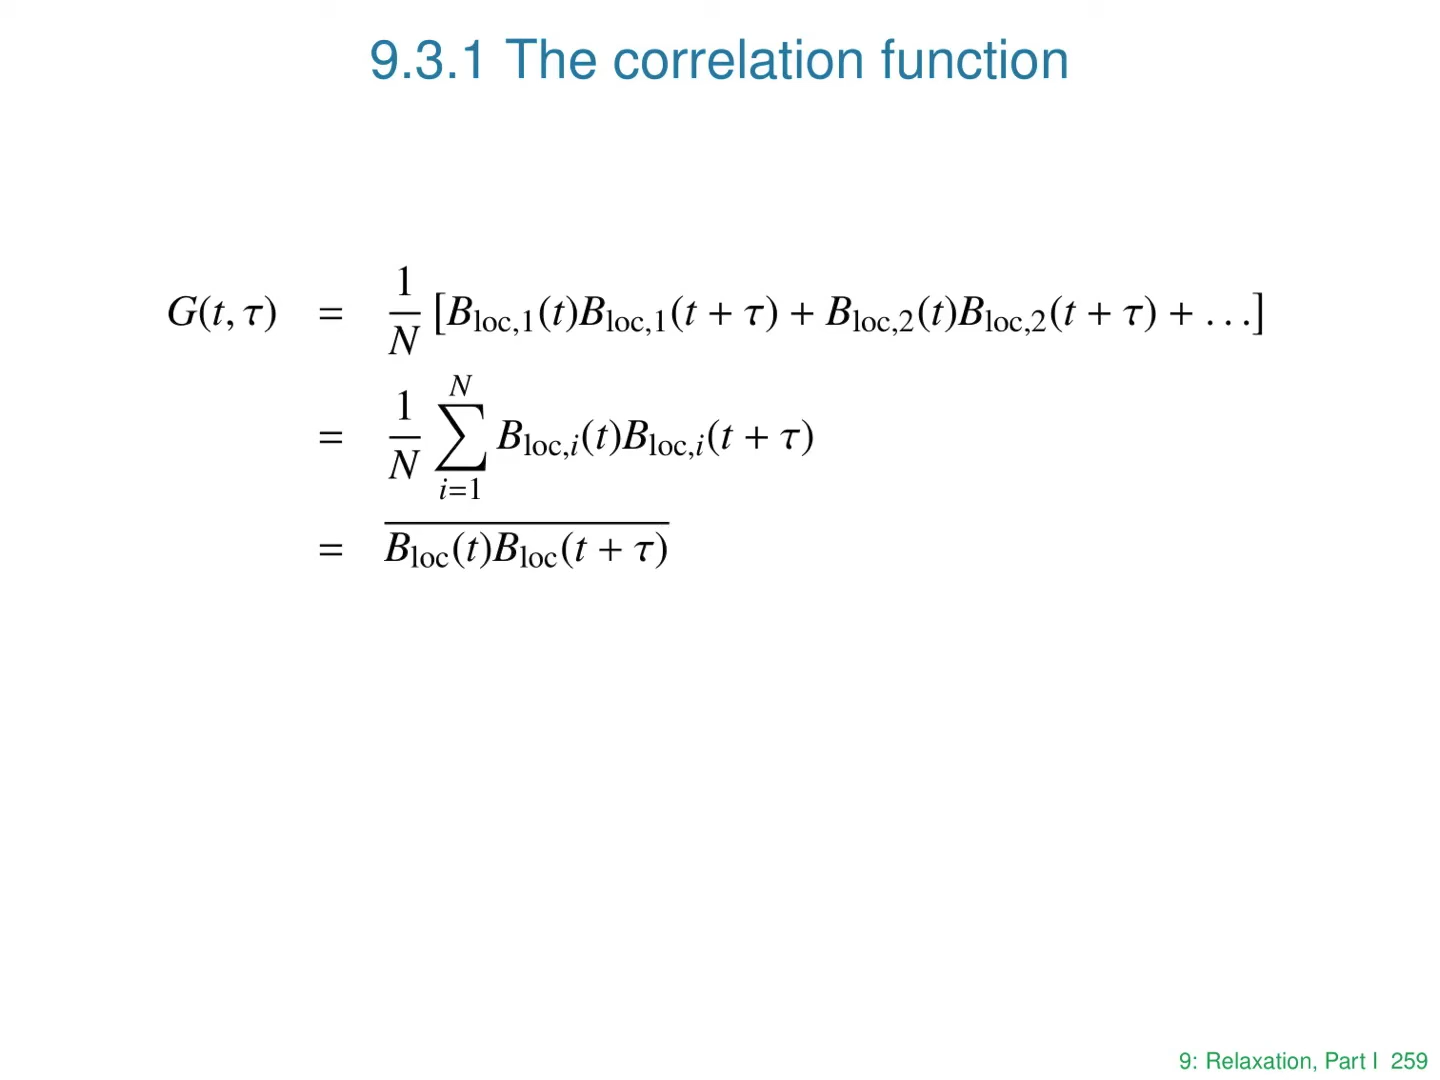 9.3.1 The correlation function
G(t, τ) = 1/N [B_loc,1(t)B_loc,1(t + τ) + B_loc,2(t)B_loc,2(t + τ) + . . .]
= 1/N ∑_{i=1}^{N} B_loc,i(t)B_loc,i(t + τ)
= \overline{B_loc(t)B_loc(t + τ)}
9: Relaxation, Part I 259